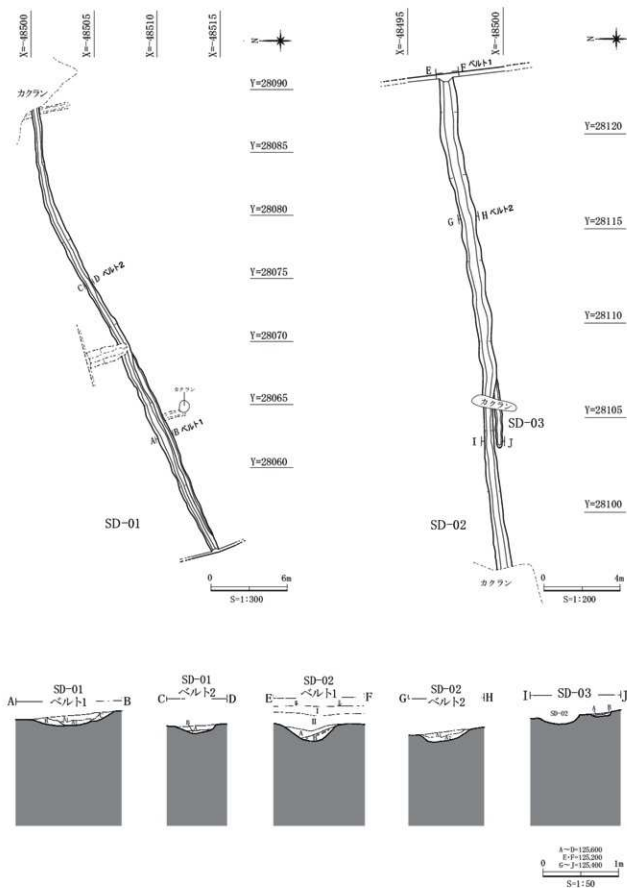 X=-48500
X=-48505
X=-48510
X=-48515
N
カクラン
Y=28090
Y=28085
Y=28080
Y=28075
Y=28070
Y=28065
Y=28060
C
D
ベルト2
カクラン
A
B
ベルト1
SD-01
0 6m
S=1:300
X=-48495
X=-48500
N
E
F
ベルト1
Y=28120
Y=28115
Y=28110
Y=28105
Y=28100
G
H
ベルト2
カクラン
SD-03
I
J
SD-02
カクラン
0 4m
S=1:200
SD-01
A ベルト1 B
SD-01
C ベルト2 D
SD-02
E ベルト1 F
I
II
SD-02
G ベルト2 H
I SD-03 J
SD-02
A~D=125,600
E・F=125,200
G~J=125,400
0 1m
S=1:50